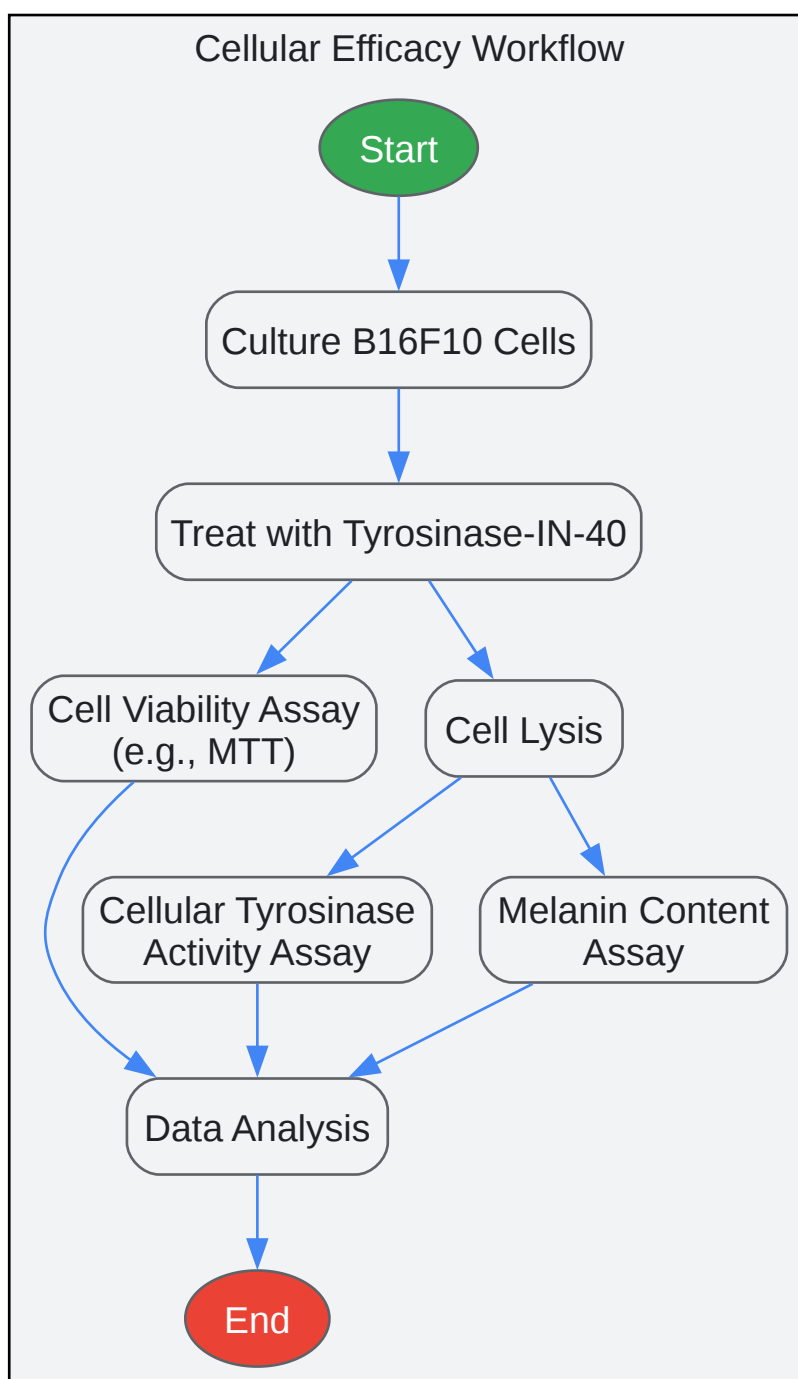 Cellular Efficacy Workflow
Start
Culture B16F10 Cells
Treat with Tyrosinase-IN-40
Cell Viability Assay
(e.g., MTT)
Cell Lysis
Cellular Tyrosinase
Activity Assay
Melanin Content
Assay
Data Analysis
End